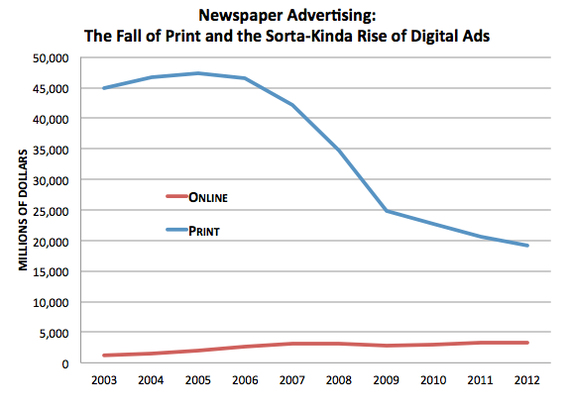 Newspaper Advertising:
The Fall of Print and the Sorta-Kinda Rise of Digital Ads
50,000
45,000
40,000
35,000
30,000
25,000
20,000
15,000
10,000
5,000
0
MILLIONS OF DOLLARS
ONLINE
PRINT
2003 2004 2005 2006 2007 2008 2009 2010 2011 2012